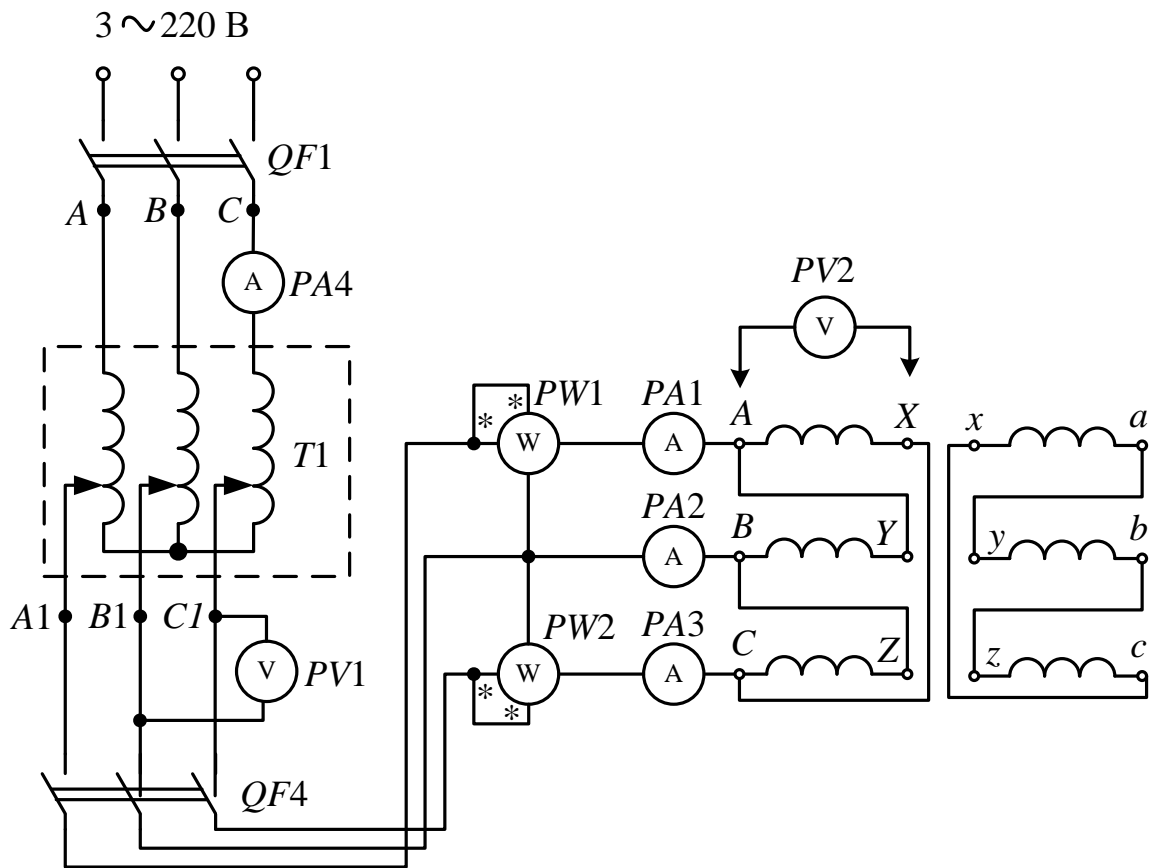 3 ~ 220 В
QF1
A B C
A PA4
PV2
V
T1
PW1 PA1 A X x a
* *
W A
PA2 B Y y b
A
A1 B1 C1
PW2 PA3 C Z z c
V PV1
W A
* *
QF4